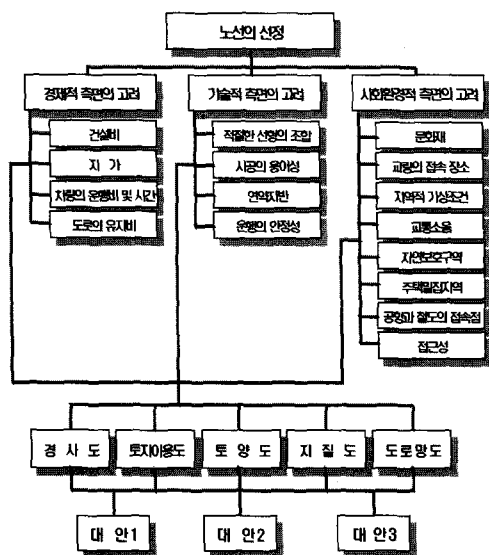 노선의 선정
경제적 측면의 고려
기술적 측면의 고려
사회환경적 측면의 고려
건설비
지 가
차량의 운행비 및 시간
도로의 유지비
적절한 선형의 조합
시공의 용이성
연약지반
운행의 안정성
문화재
교량의 접속 장소
지역적 기상조건
교통소음
자연보호구역
주택밀집지역
공항과 철도의 접속점
접근성
경 사 도
토지이용도
토 양 도
지 질 도
도로망도
대 안1
대 안2
대 안3